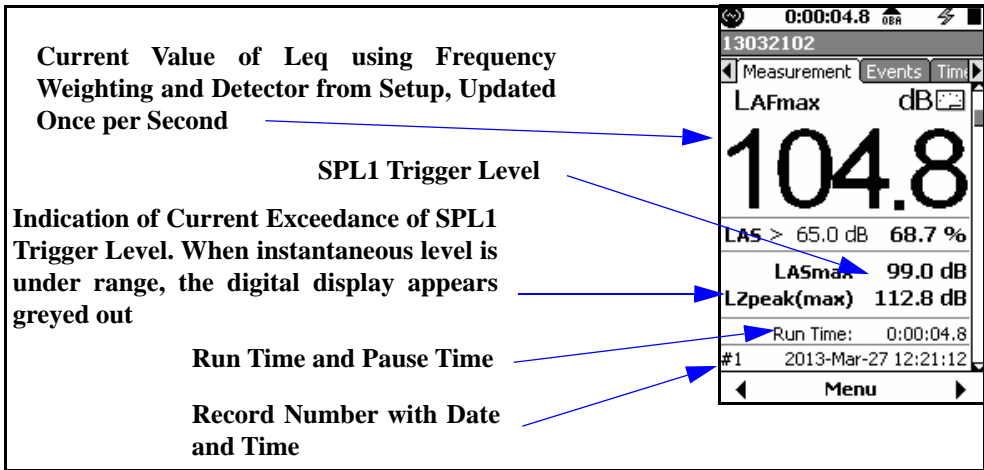 Current Value of Leq using Frequency
Weighting and Detector from Setup, Updated
Once per Second
SPL1 Trigger Level
Indication of Current Exceedance of SPL1
Trigger Level. When instantaneous level is
under range, the digital display appears
greyed out
Run Time and Pause Time
Record Number with Date
and Time
0:00:04.8 OBA
13032102
Measurement Events Time
LAFmax dB
104.8
LAS > 65.0 dB 68.7 %
LASmax 99.0 dB
LZpeak(max) 112.8 dB
Run Time: 0:00:04.8
#1 2013-Mar-27 12:21:12
Menu